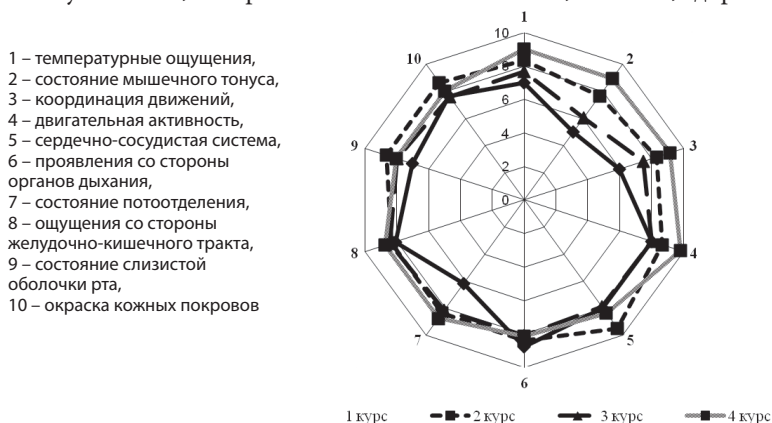 1 – температурные ощущения,
2 – состояние мышечного тонуса,
3 – координация движений,
4 – двигательная активность,
5 – сердечно-сосудистая система,
6 – проявления со стороны
органов дыхания,
7 – состояние потоотделения,
8 – ощущения со стороны
желудочно-кишечного тракта,
9 – состояние слизистой
оболочки рта,
10 – окраска кожных покровов
1
2
3
4
5
6
7
8
9
10
10
8
6
4
2
0
1 курс 2 курс 3 курс 4 курс